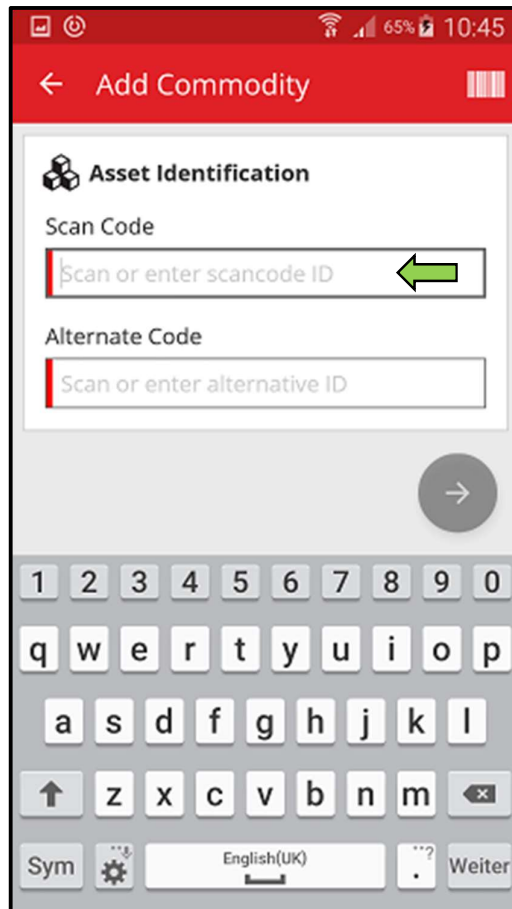 65% 10:45
Add Commodity
Asset Identification
Scan Code
Scan or enter scancode ID
Alternate Code
Scan or enter alternative ID
1 2 3 4 5 6 7 8 9 0
q w e r t y u i o p
a s d f g h j k l
z x c v b n m
Sym English(UK) . ...? Weiter